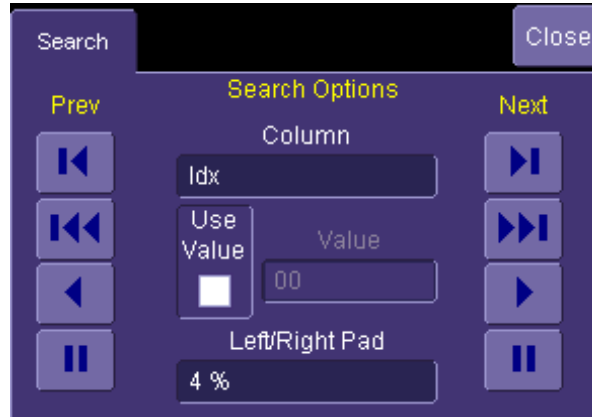 Search
Close
Prev
Search Options
Next
Column
Idx
Use
Value
Value
00
Left/Right Pad
4 %